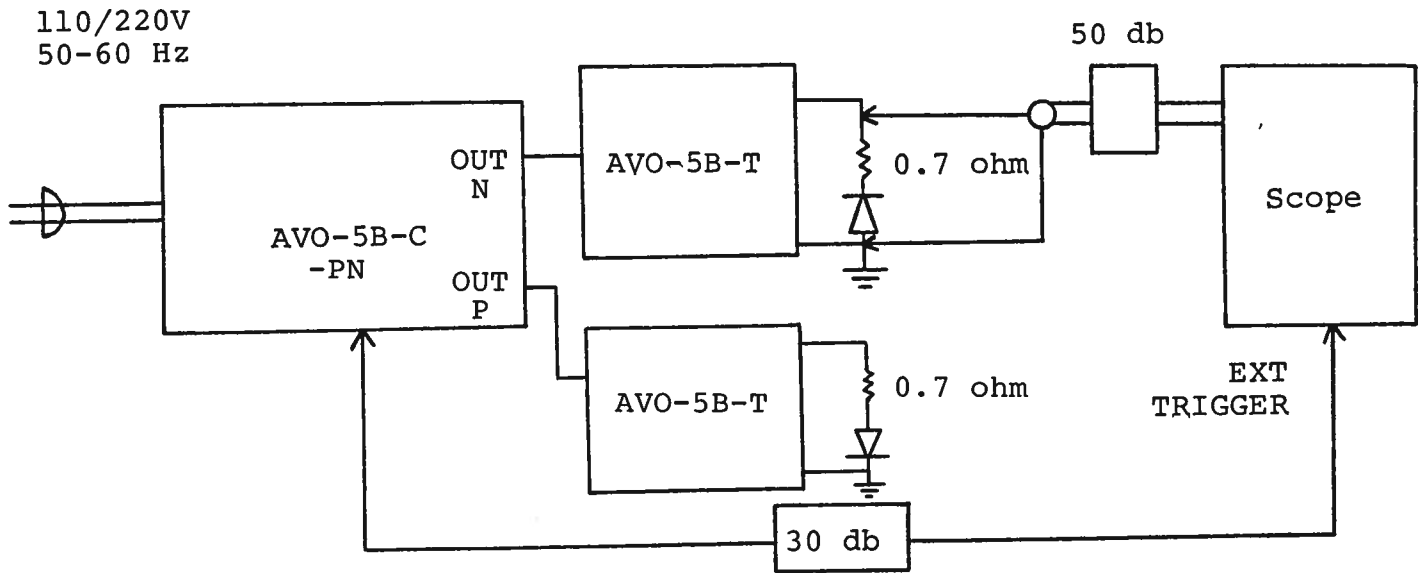 110/220V
50-60 Hz
50 db
OUT
N
AVO-5B-T
0.7 ohm
Scope
AVO-5B-C
-PN
OUT
P
AVO-5B-T
0.7 ohm
EXT
TRIGGER
30 db